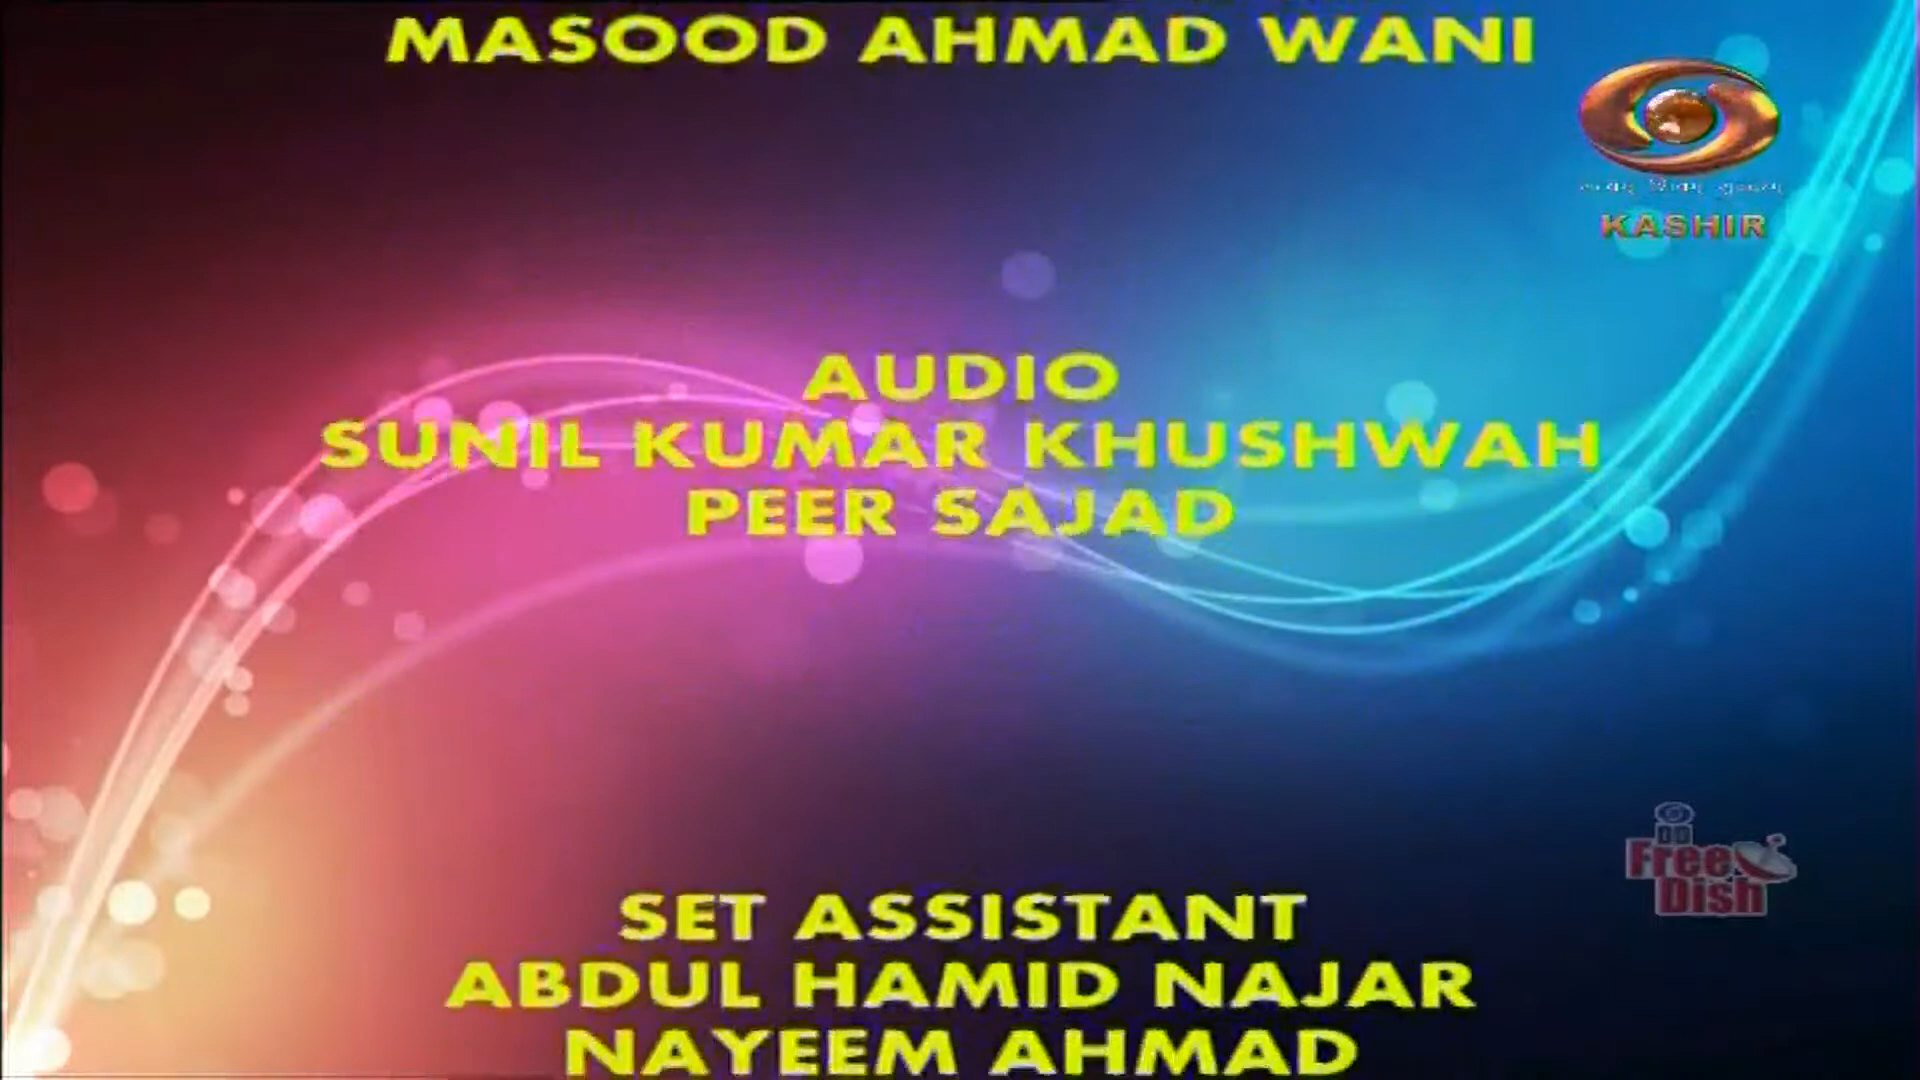 MASOOD AHMAD WANI
KASHIR
AUDIO
SUNIL KUMAR KHUSHWAH
PEER SAJAD
DD
Free
Dish
SET ASSISTANT
ABDUL HAMID NAJAR
NAYEEM AHMAD